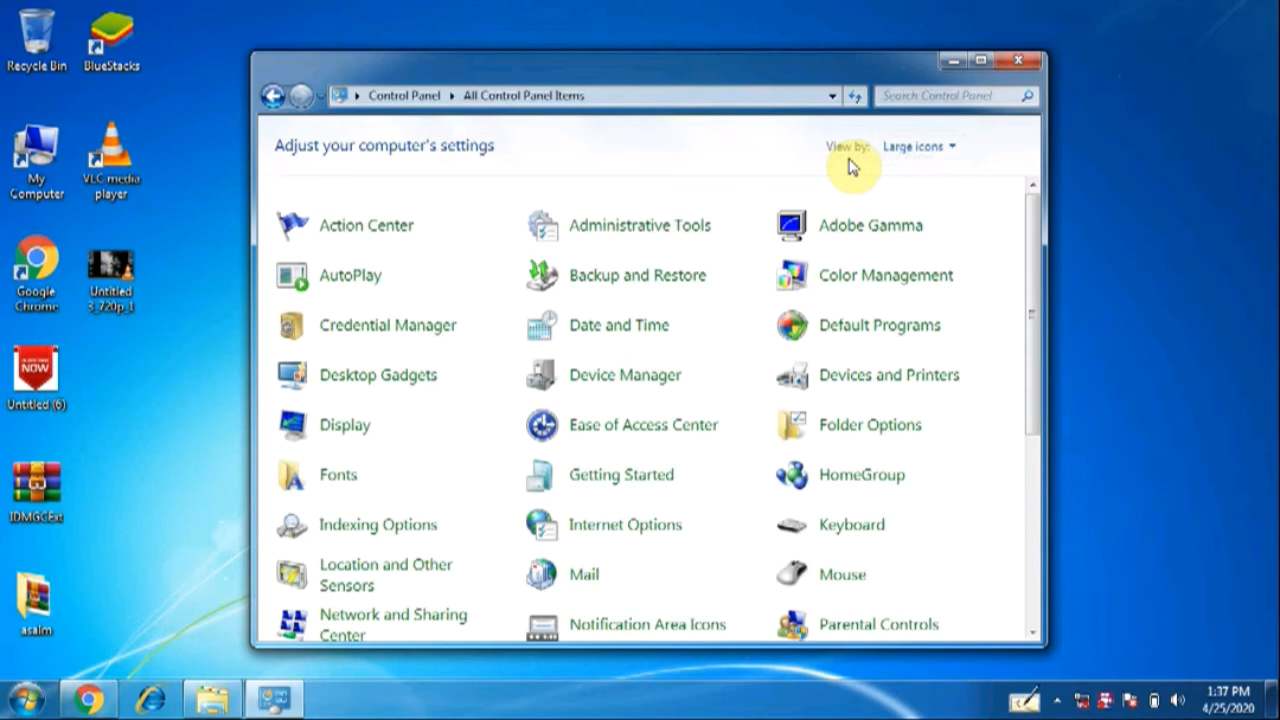 Recycle Bin
BlueStacks
My
Computer
VLC media
player
Google
Chrome
Untitled
3_720p_1
NOW
Untitled (6)
IDMGCExt
asalm
Control Panel
All Control Panel Items
Search Control Panel
Adjust your computer's settings
View by:
Large icons
Action Center
Administrative Tools
Adobe Gamma
AutoPlay
Backup and Restore
Color Management
Credential Manager
Date and Time
Default Programs
Desktop Gadgets
Device Manager
Devices and Printers
Display
Ease of Access Center
Folder Options
Fonts
Getting Started
HomeGroup
Indexing Options
Internet Options
Keyboard
Location and Other
Sensors
Mail
Mouse
Network and Sharing
Center
Notification Area Icons
Parental Controls
1:37 PM
4/25/2020